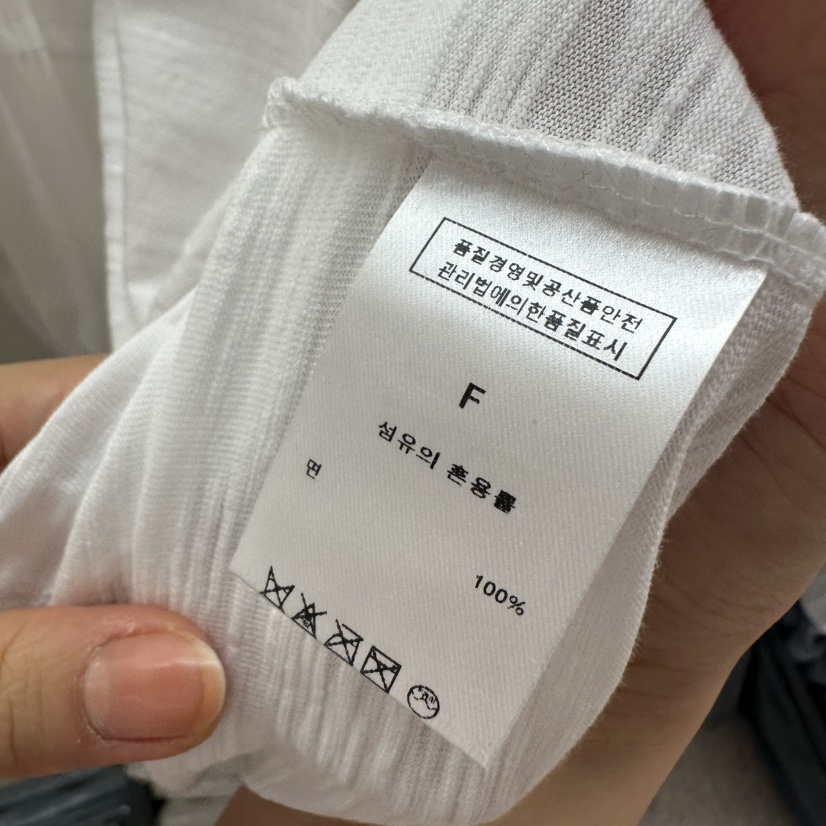 품질경영및공산품안전
관리법에의한품질표시
F
섬유의 혼용률
면
100%